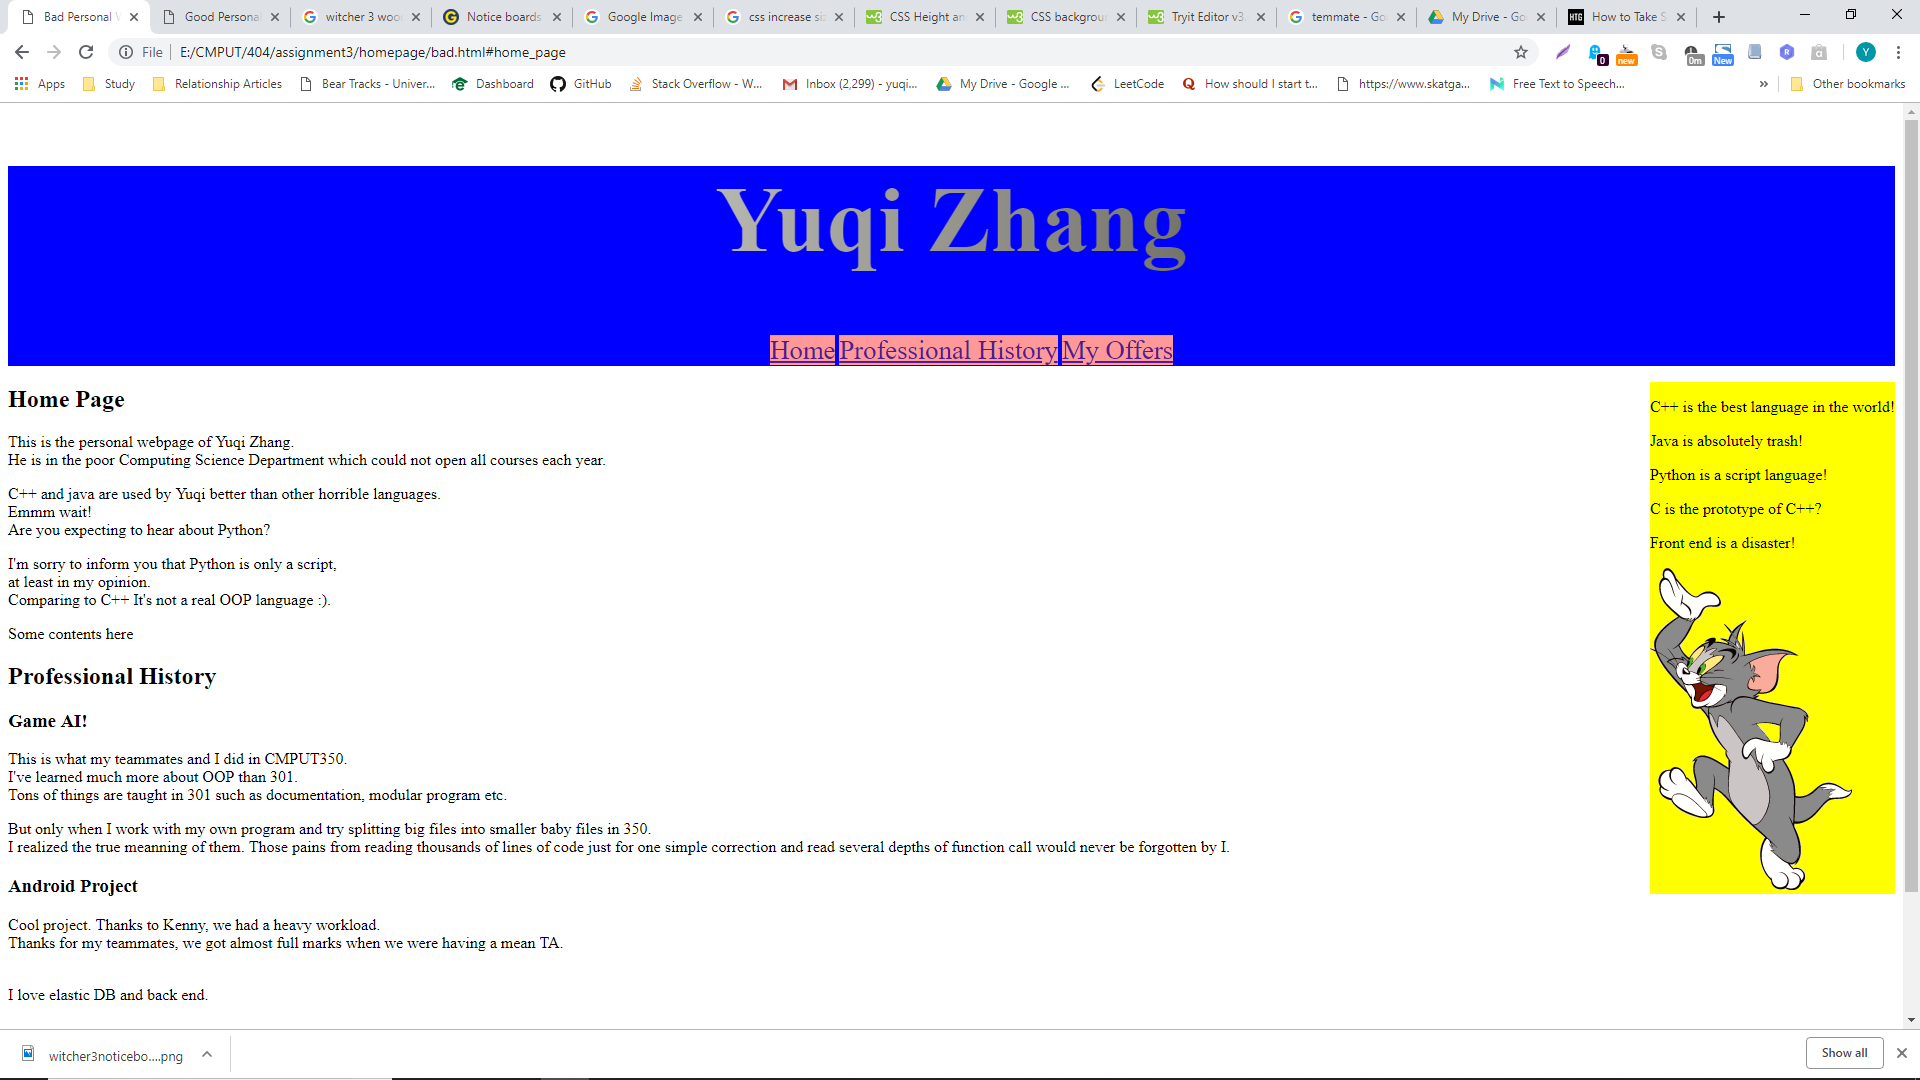 Bad Personal W
Good Personal
witcher 3 woo
Notice boards
Google Image
css increase si
CSS Height an
CSS backgrou
Tryit Editor v3.
temmate - Go
My Drive - Go
How to Take S
File
E:/CMPUT/404/assignment3/homepage/bad.html#home_page
0
new
0m
New
R
Y
Apps
Study
Relationship Articles
Bear Tracks - Univer...
Dashboard
GitHub
Stack Overflow - W...
Inbox (2,299) - yuqi...
My Drive - Google ...
LeetCode
How should I start t...
https://www.skatga...
Free Text to Speech...
»
Other bookmarks
Yuqi Zhang
Home Professional History My Offers
Home Page
This is the personal webpage of Yuqi Zhang.
He is in the poor Computing Science Department which could not open all courses each year.
C++ and java are used by Yuqi better than other horrible languages.
Emmm wait!
Are you expecting to hear about Python?
I'm sorry to inform you that Python is only a script,
at least in my opinion.
Comparing to C++ It's not a real OOP language :).
Some contents here
Professional History
Game AI!
This is what my teammates and I did in CMPUT350.
I've learned much more about OOP than 301.
Tons of things are taught in 301 such as documentation, modular program etc.
But only when I work with my own program and try splitting big files into smaller baby files in 350.
I realized the true meanning of them. Those pains from reading thousands of lines of code just for one simple correction and read several depths of function call would never be forgotten by I.
Android Project
Cool project. Thanks to Kenny, we had a heavy workload.
Thanks for my teammates, we got almost full marks when we were having a mean TA.
I love elastic DB and back end.
C++ is the best language in the world!
Java is absolutely trash!
Python is a script language!
C is the prototype of C++?
Front end is a disaster!
witcher3noticebo....png
Show all